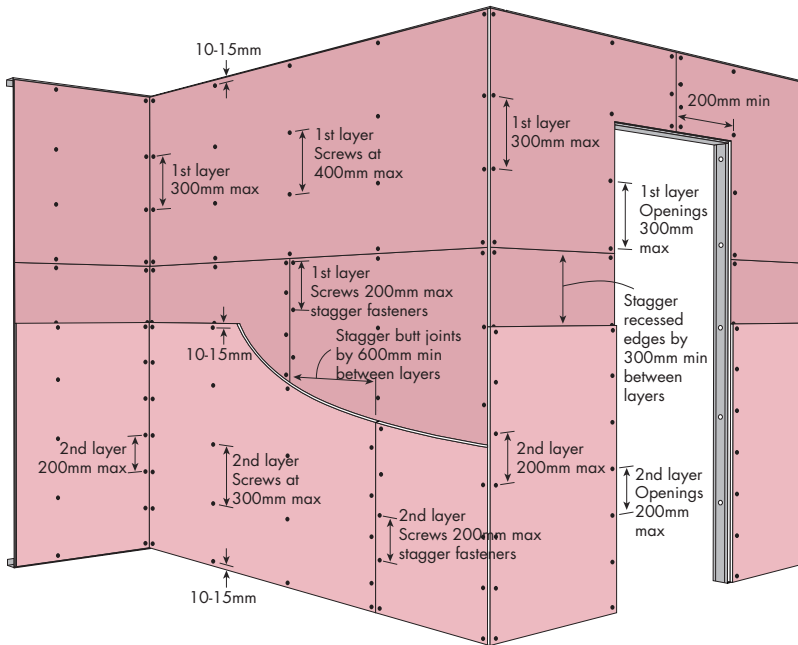 10-15mm
200mm min
1st layer
300mm max
1st layer
Screws at
400mm max
1st layer
300mm max
1st layer
Openings
300mm
max
1st layer
Screws 200mm max
stagger fasteners
Stagger
recessed
edges by
300mm min
between
layers
10-15mm
Stagger butt joints
by 600mm min
between layers
2nd layer
200mm max
2nd layer
Screws at
300mm max
2nd layer
200mm max
2nd layer
Openings
200mm
max
2nd layer
Screws 200mm max
stagger fasteners
10-15mm